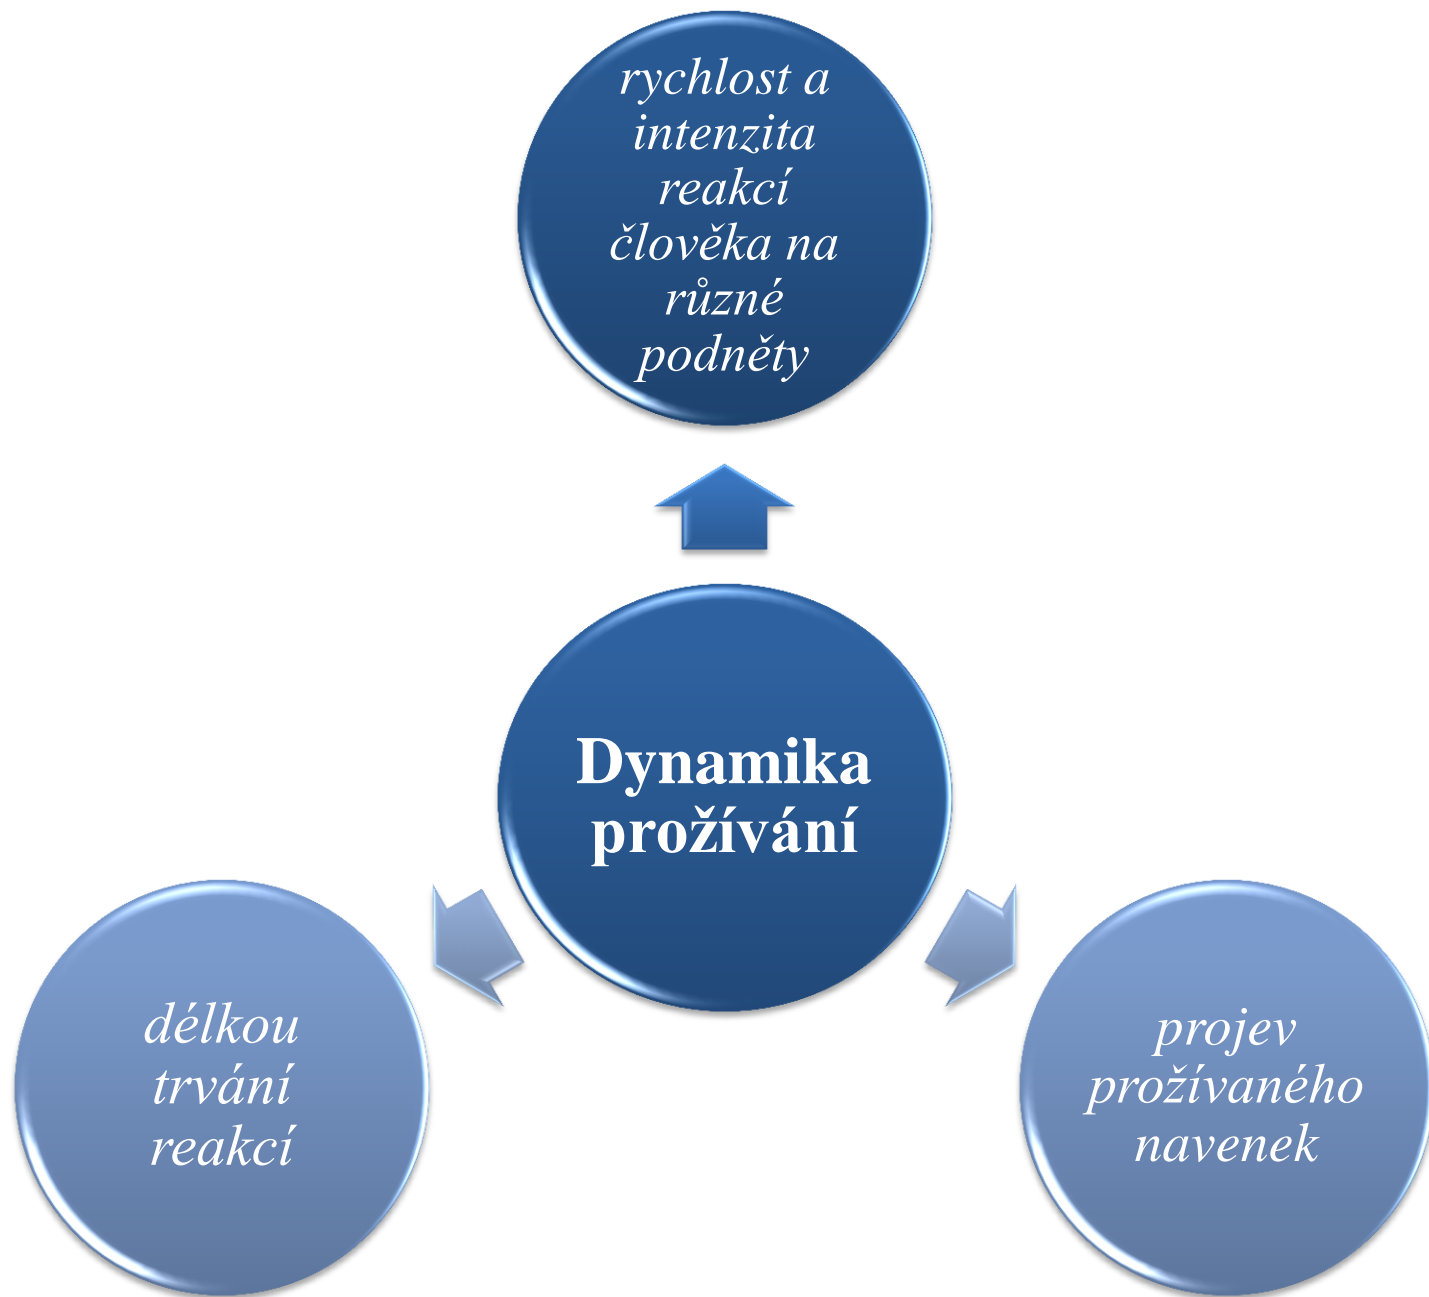 rychlost a
intenzita
reakcí
člověka na
různé
podněty
Dynamika
prožívání
délkou
trvání
reakcí
projev
prožívaného
navenek